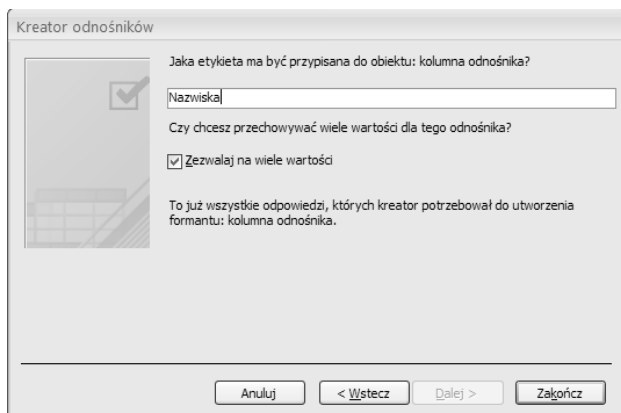 Kreator odnośników
Jaka etykieta ma być przypisana do obiektu: kolumna odnośnika?
Nazwiska
Czy chcesz przechowywać wiele wartości dla tego odnośnika?
Zezwalaj na wiele wartości
To już wszystkie odpowiedzi, których kreator potrzebował do utworzenia
formantu: kolumna odnośnika.
Anuluj
< Wstecz
Dalej >
Zakończ